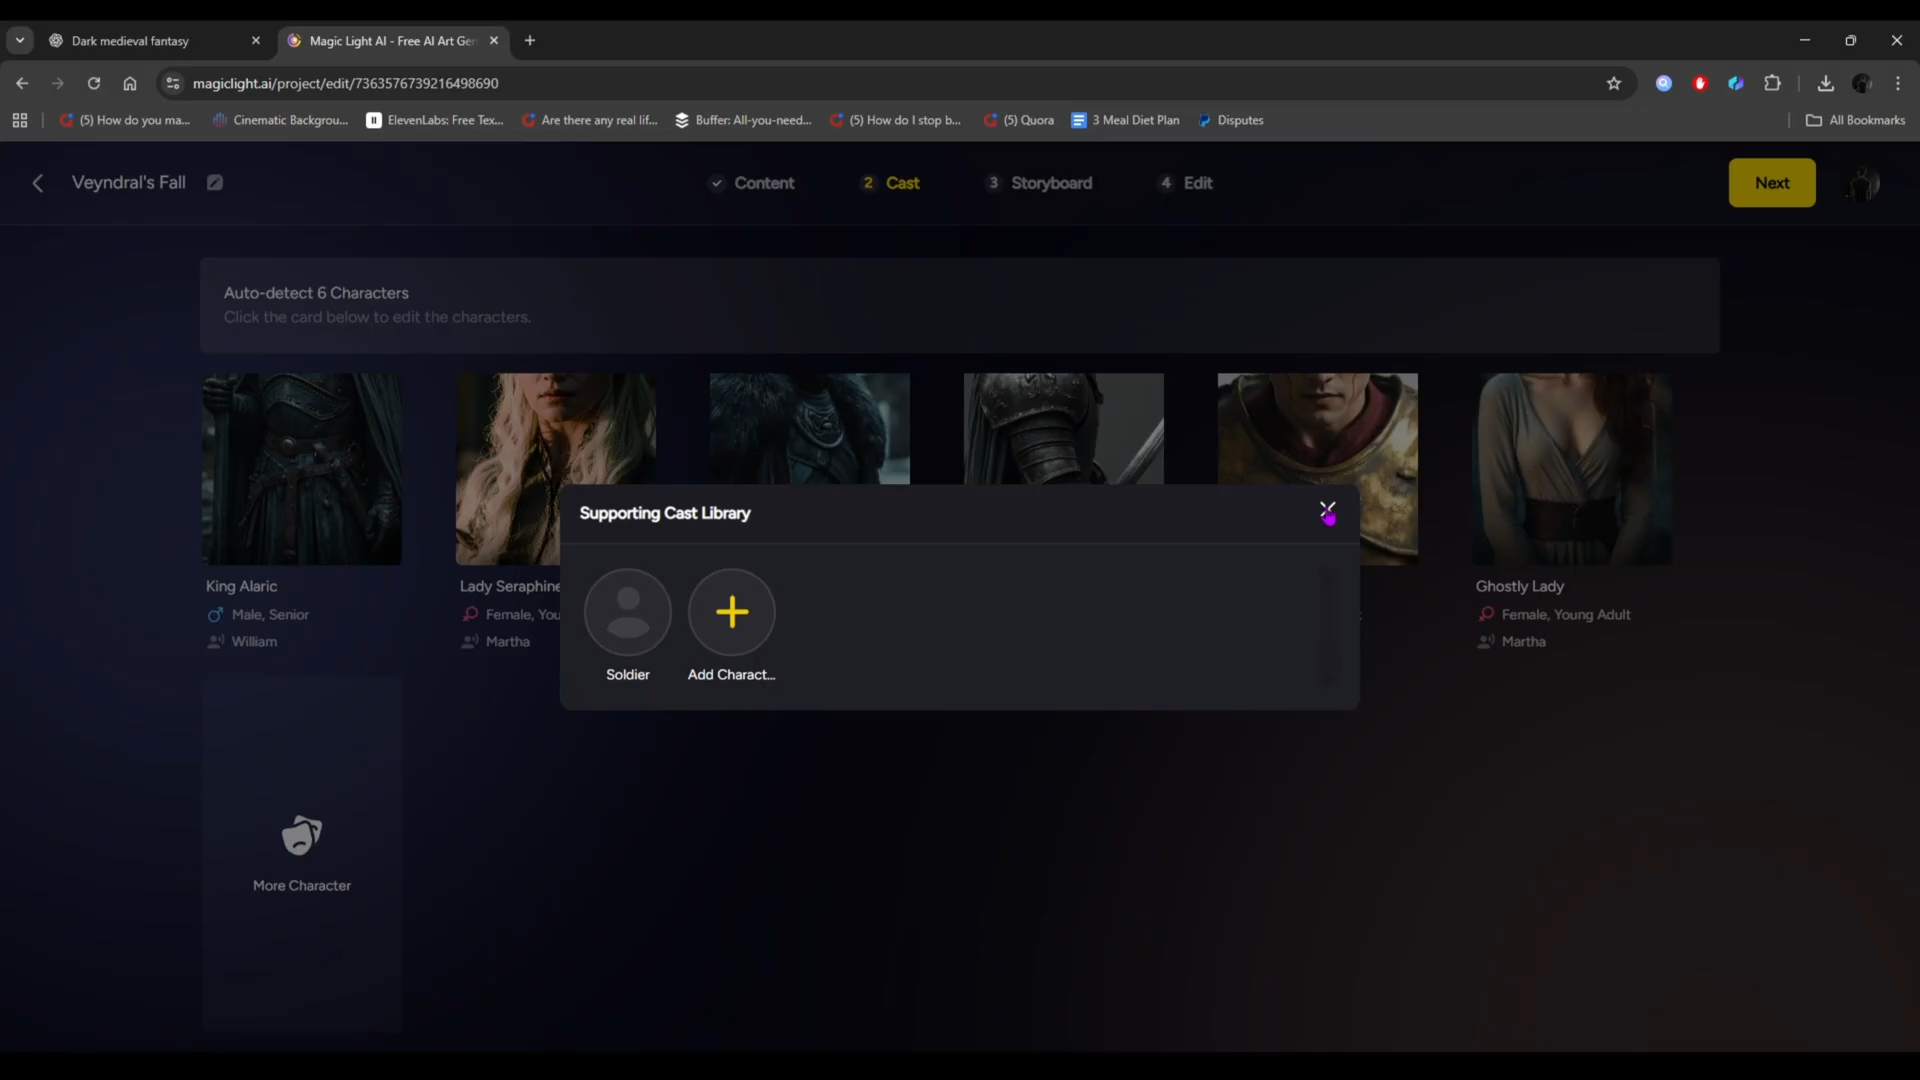 Dark medieval fantasy
Magic Light AI - Free AI Art Ger
magiclight.ai/project/edit/7363576739216498690
(5) How do you ma...
Cinematic Backgrou...
ElevenLabs: Free Tex...
Are there any real lif...
Buffer: All-you-need...
(5) How do I stop b...
(5) Quora
3 Meal Diet Plan
Disputes
All Bookmarks
Veyndral's Fall
Content
2 Cast
3 Storyboard
4 Edit
Next
Auto-detect 6 Characters
Click the card below to edit the characters.
Supporting Cast Library
Soldier
Add Charact...
King Alaric
Male, Senior
William
Lady Seraphine
Female, You
Martha
Ghostly Lady
Female, Young Adult
Martha
More Character